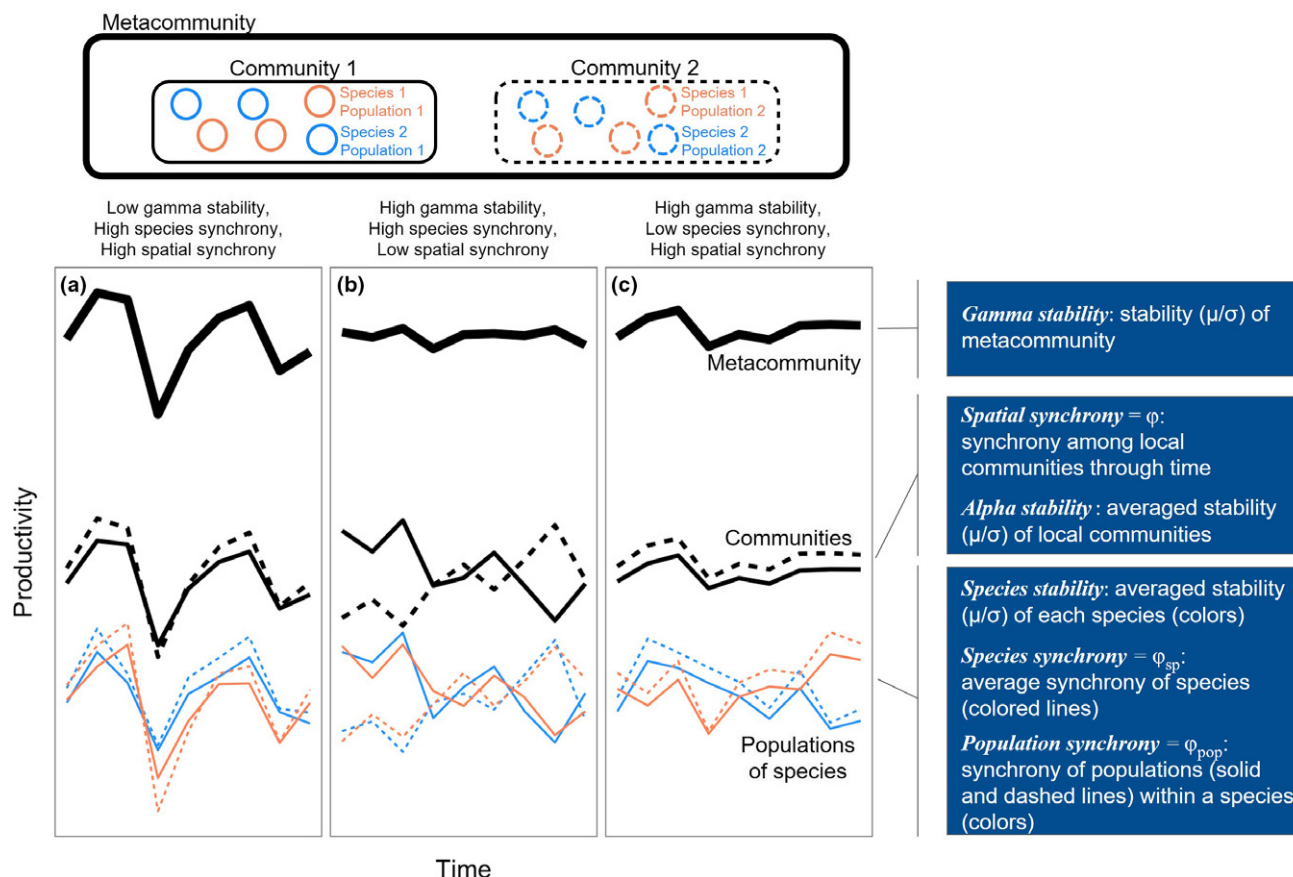 Metacommunity
Community 1
Community 2
Species 1
Population 1
Species 2
Population 1
Species 1
Population 2
Species 2
Population 2
Low gamma stability,
High species synchrony,
High spatial synchrony
High gamma stability,
High species synchrony,
Low spatial synchrony
High gamma stability,
Low species synchrony,
High spatial synchrony
(a)
(b)
(c)
Metacommunity
Communities
Populations
of species
Productivity
Time
Gamma stability: stability (μ/σ) of
metacommunity
Spatial synchrony = φ:
synchrony among local
communities through time
Alpha stability: averaged stability
(μ/σ) of local communities
Species stability: averaged stability
(μ/σ) of each species (colors)
Species synchrony = φsp:
average synchrony of species
(colored lines)
Population synchrony = φpop:
synchrony of populations (solid
and dashed lines) within a species
(colors)